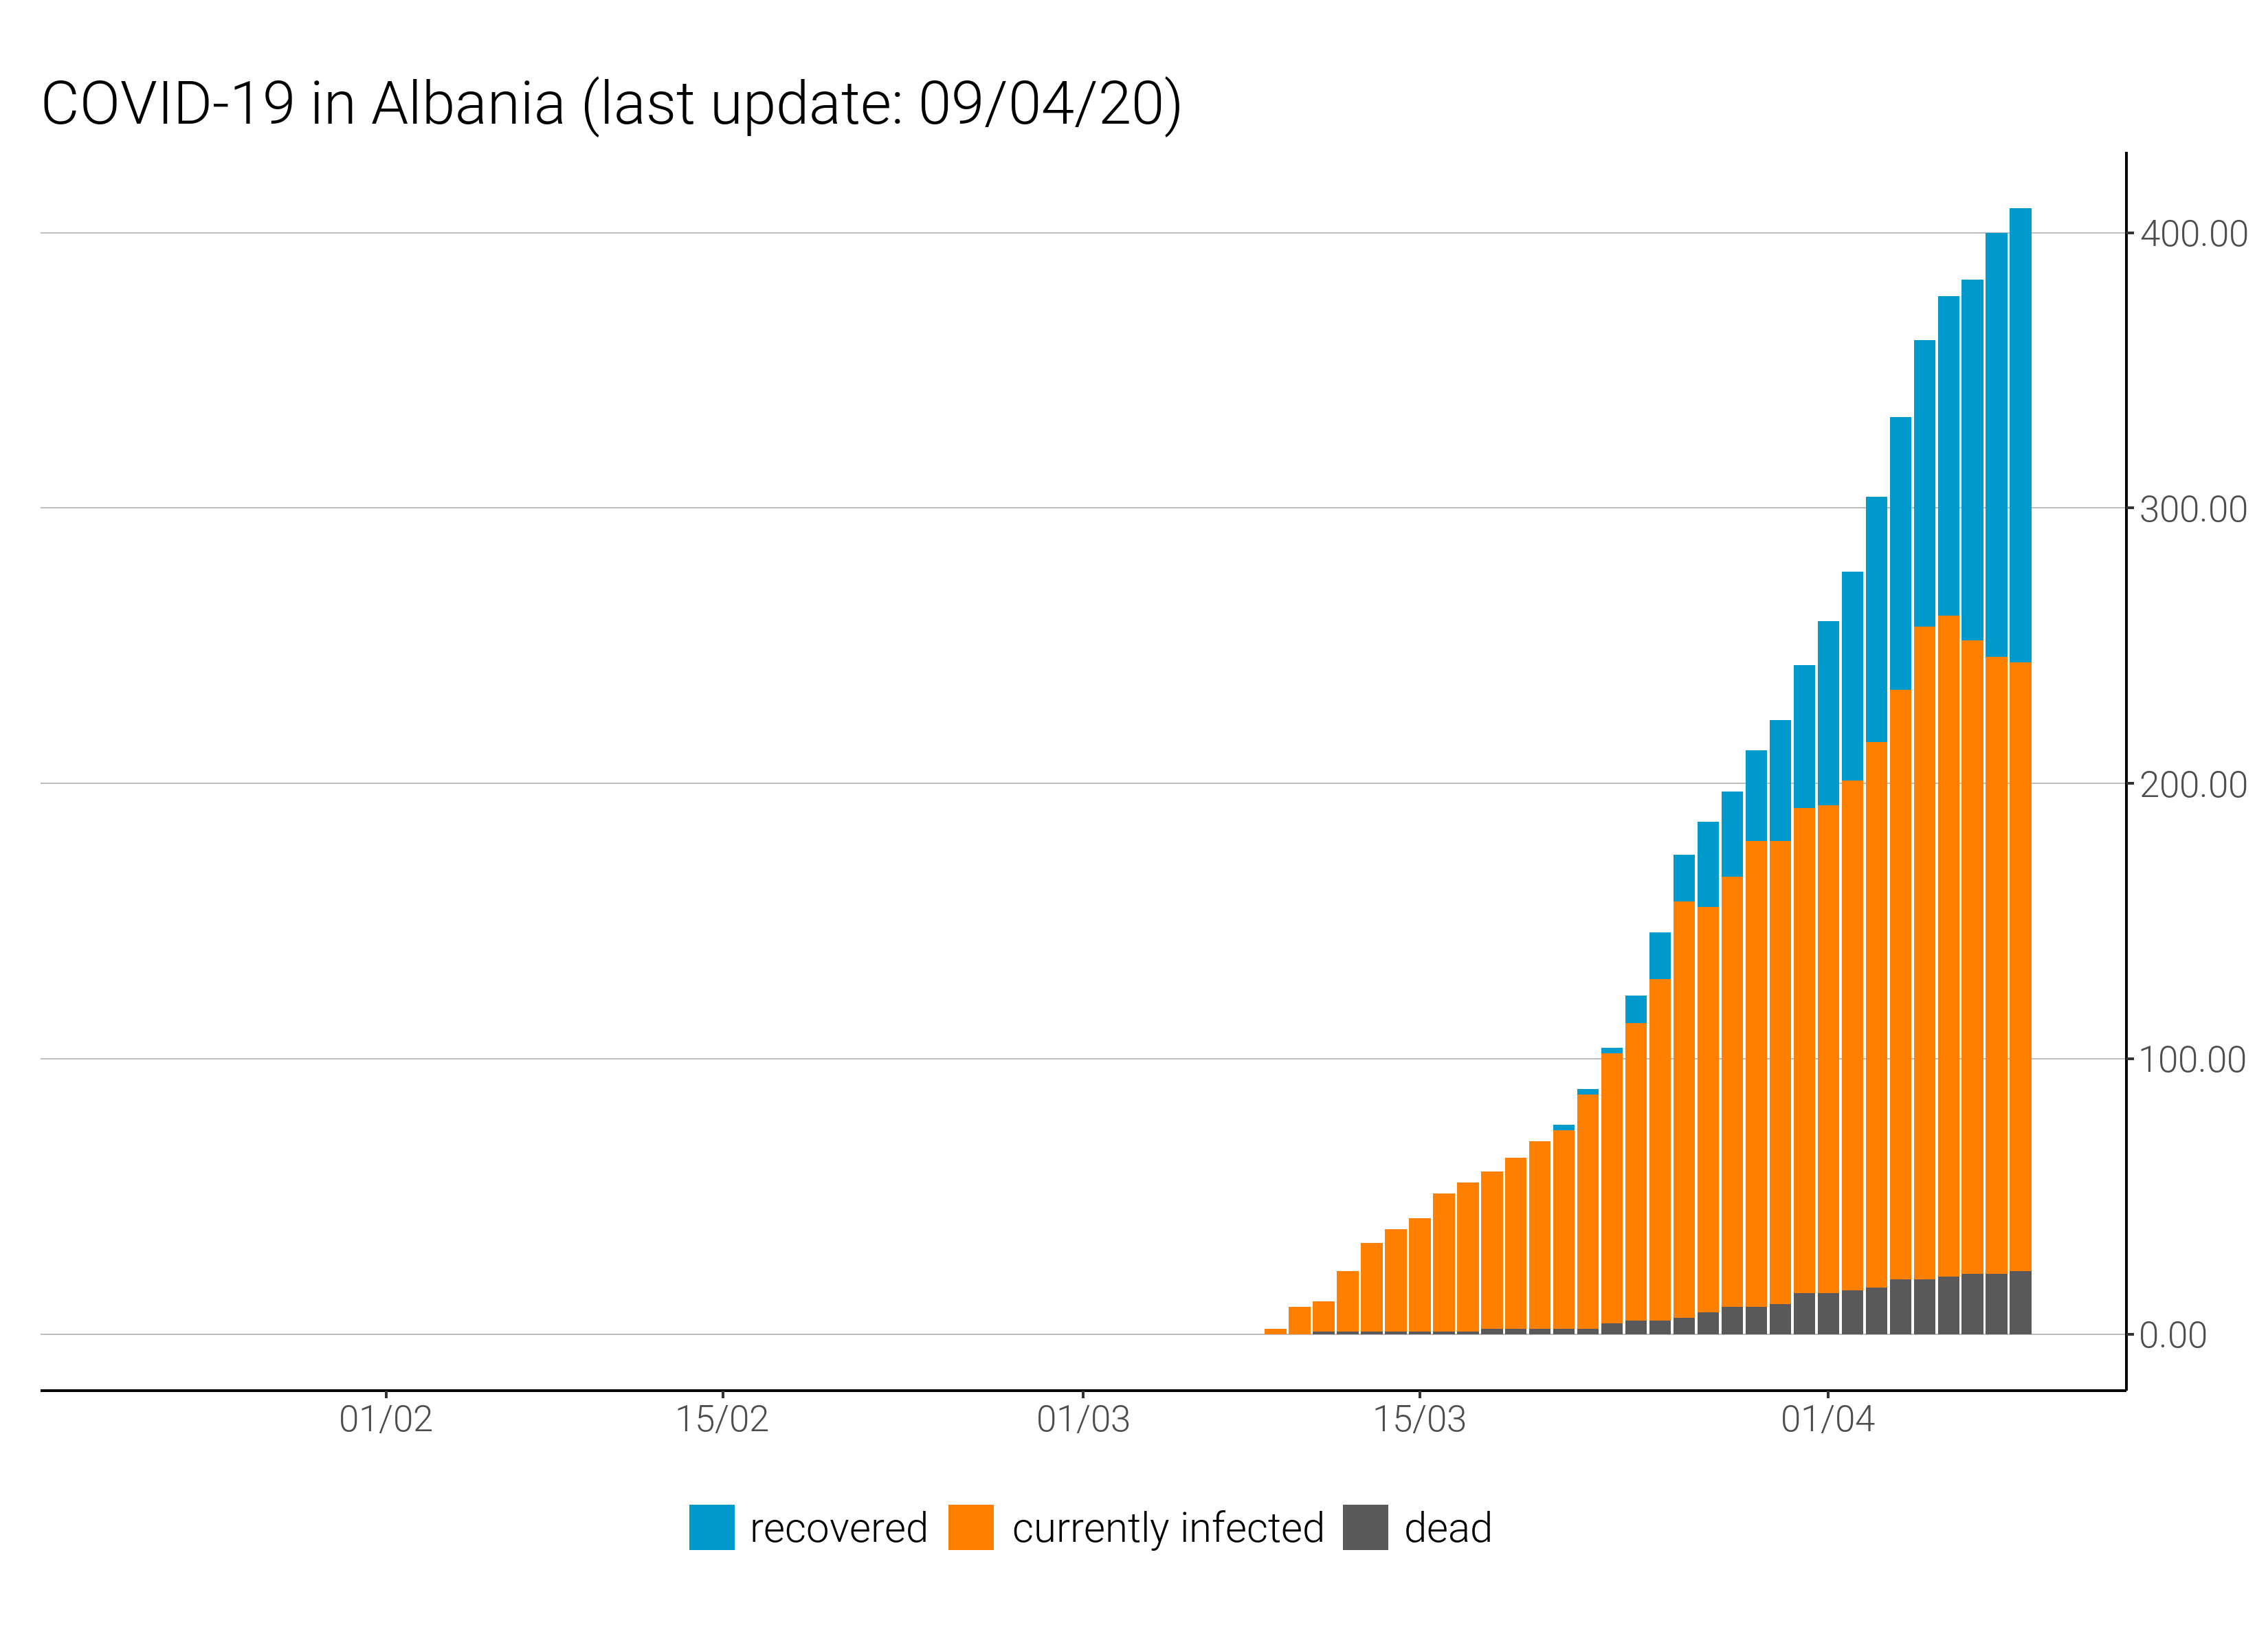 COVID-19 in Albania (last update: 09/04/20)
400.00
300.00
200.00
100.00
0.00
01/02 15/02 01/03 15/03 01/04
recovered currently infected dead